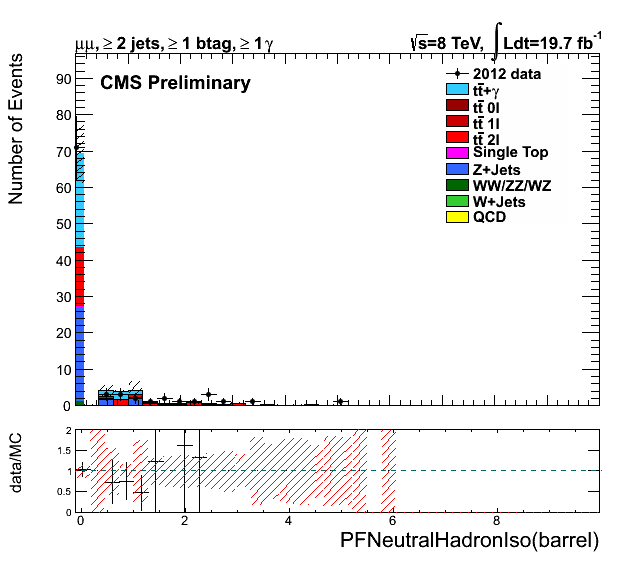 μμ, ≥ 2 jets, ≥ 1 btag, ≥ 1 γ
√s=8 TeV, ∫ Ldt=19.7 fb⁻¹
CMS Preliminary
2012 data
tt̄+γ
tt̄ 0l
tt̄ 1l
tt̄ 2l
Single Top
Z+Jets
WW/ZZ/WZ
W+Jets
QCD
Number of Events
90
80
70
60
50
40
30
20
10
0
data/MC
2
1.5
1
0.5
0
0 2 4 6 8
PFNeutralHadronIso(barrel)